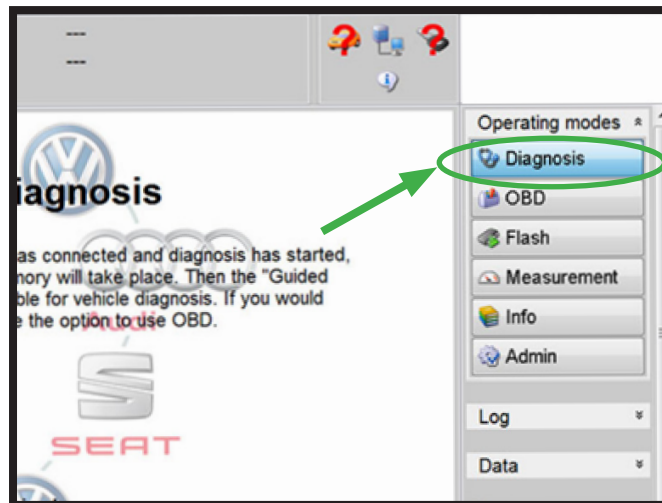 ---
---
Operating modes
Diagnosis
OBD
Flash
Measurement
Info
Admin
Log
Data
iagnosis
as connected and diagnosis has started,
nory will take place. Then the "Guided
ble for vehicle diagnosis. If you would
e the option to use OBD.
Audi
SEAT